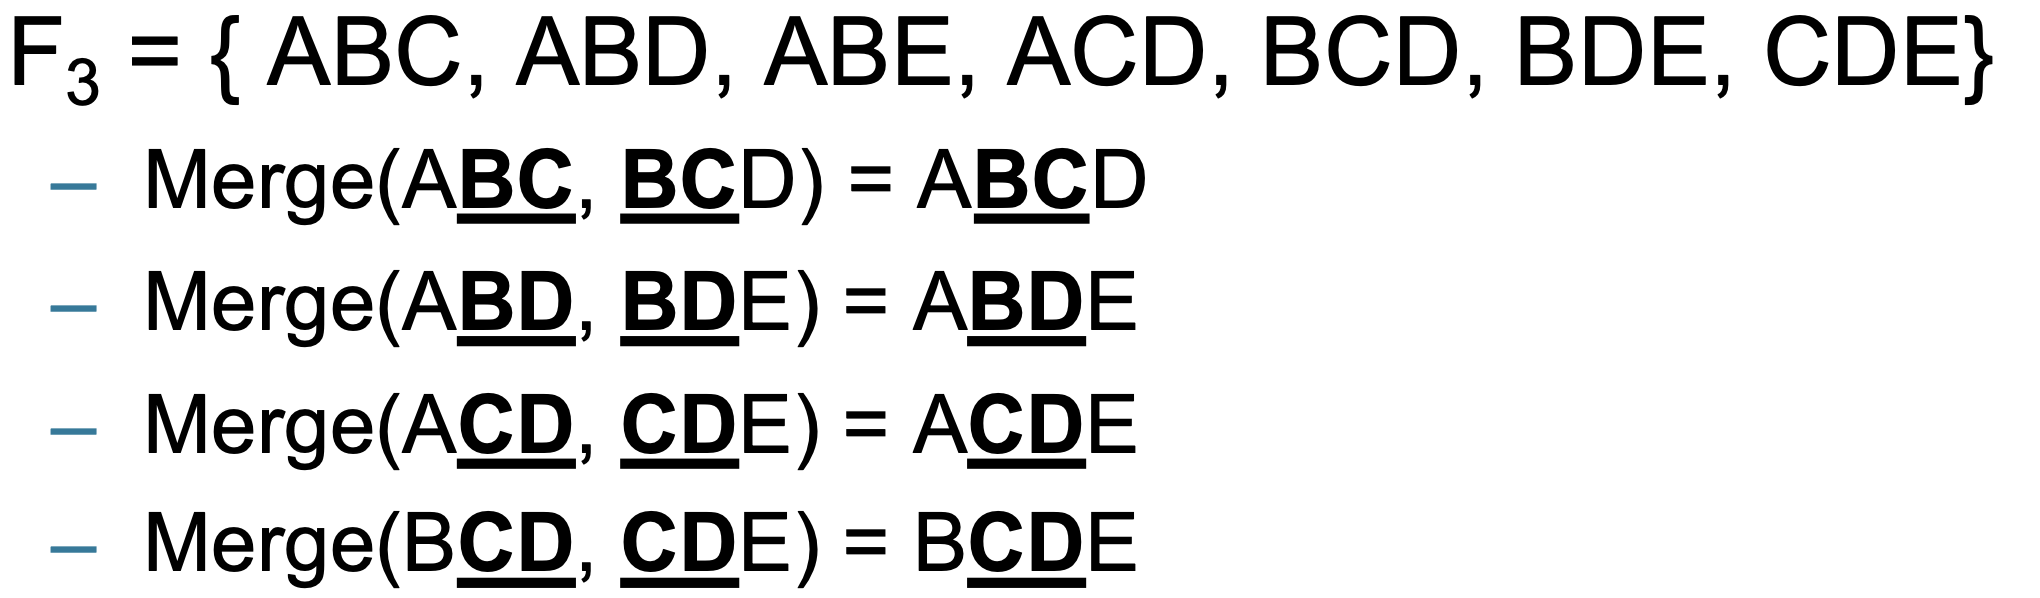 F₃ = { ABC, ABD, ABE, ACD, BCD, BDE, CDE}
– Merge(ABC, BCD) = ABCD
– Merge(ABD, BDE) = ABDE
– Merge(ACD, CDE) = ACDE
– Merge(BCD, CDE) = BCDE